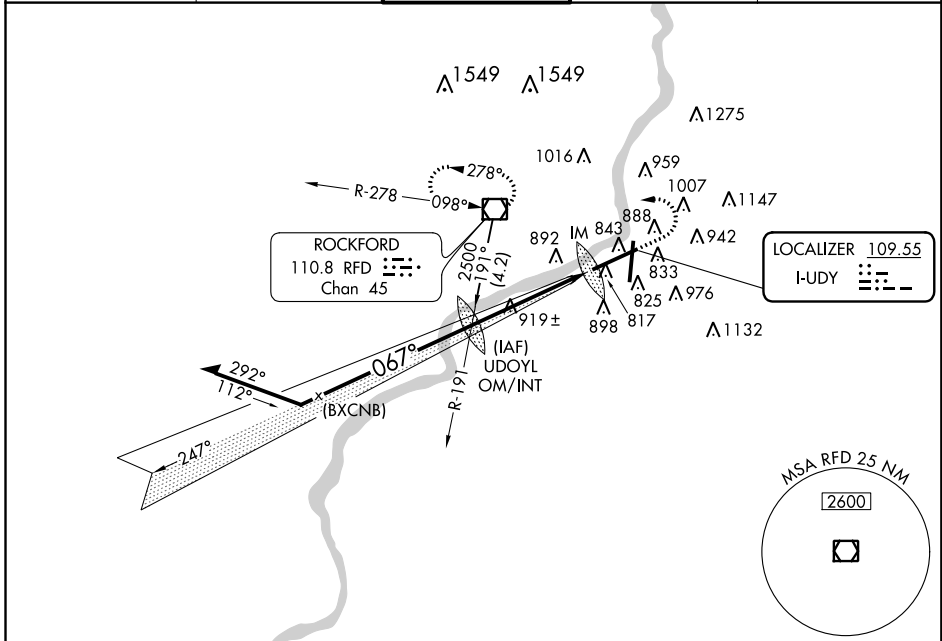 1549
1549
1275
1016
959
278°
1007
R-278
098°
1147
888
IM
843
942
892
ROCKFORD
110.8 RFD
Chan 45
LOCALIZER 109.55
I-UDY
833
2500
191°
(4.2)
825
976
919±
898
817
1132
(IAF)
UDOYL
OM/INT
067°
292°
112°
x
(BXCNB)
R-191
247°
MSA RFD 25 NM
2600